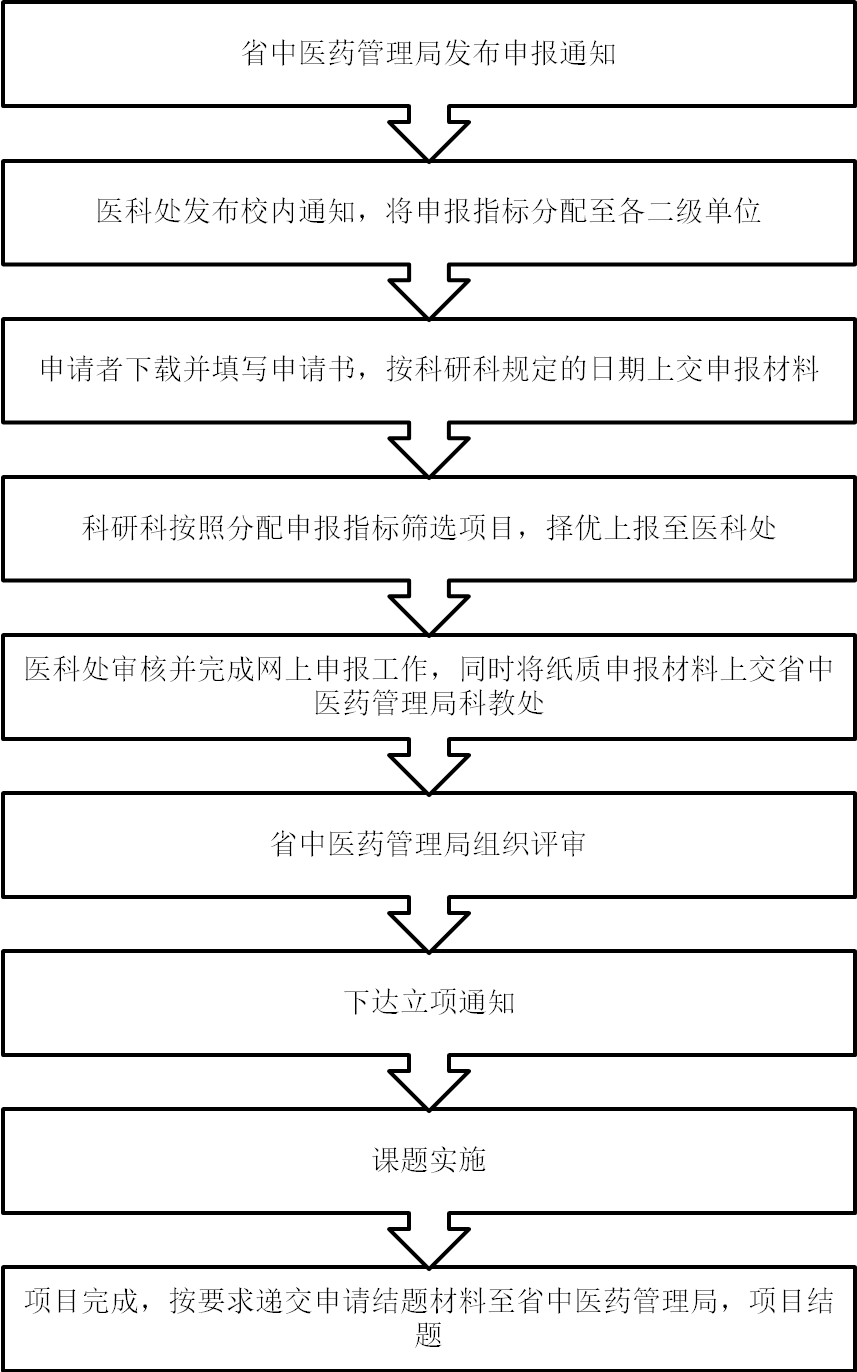 省中医药管理局发布申报通知
医科处发布校内通知，将申报指标分配至各二级单位
申请者下载并填写申请书，按科研科规定的日期上交申报材料
科研科按照分配申报指标筛选项目，择优上报至医科处
医科处审核并完成网上申报工作，同时将纸质申报材料上交省中
医药管理局科教处
省中医药管理局组织评审
下达立项通知
课题实施
项目完成，按要求递交申请结题材料至省中医药管理局，项目结
题